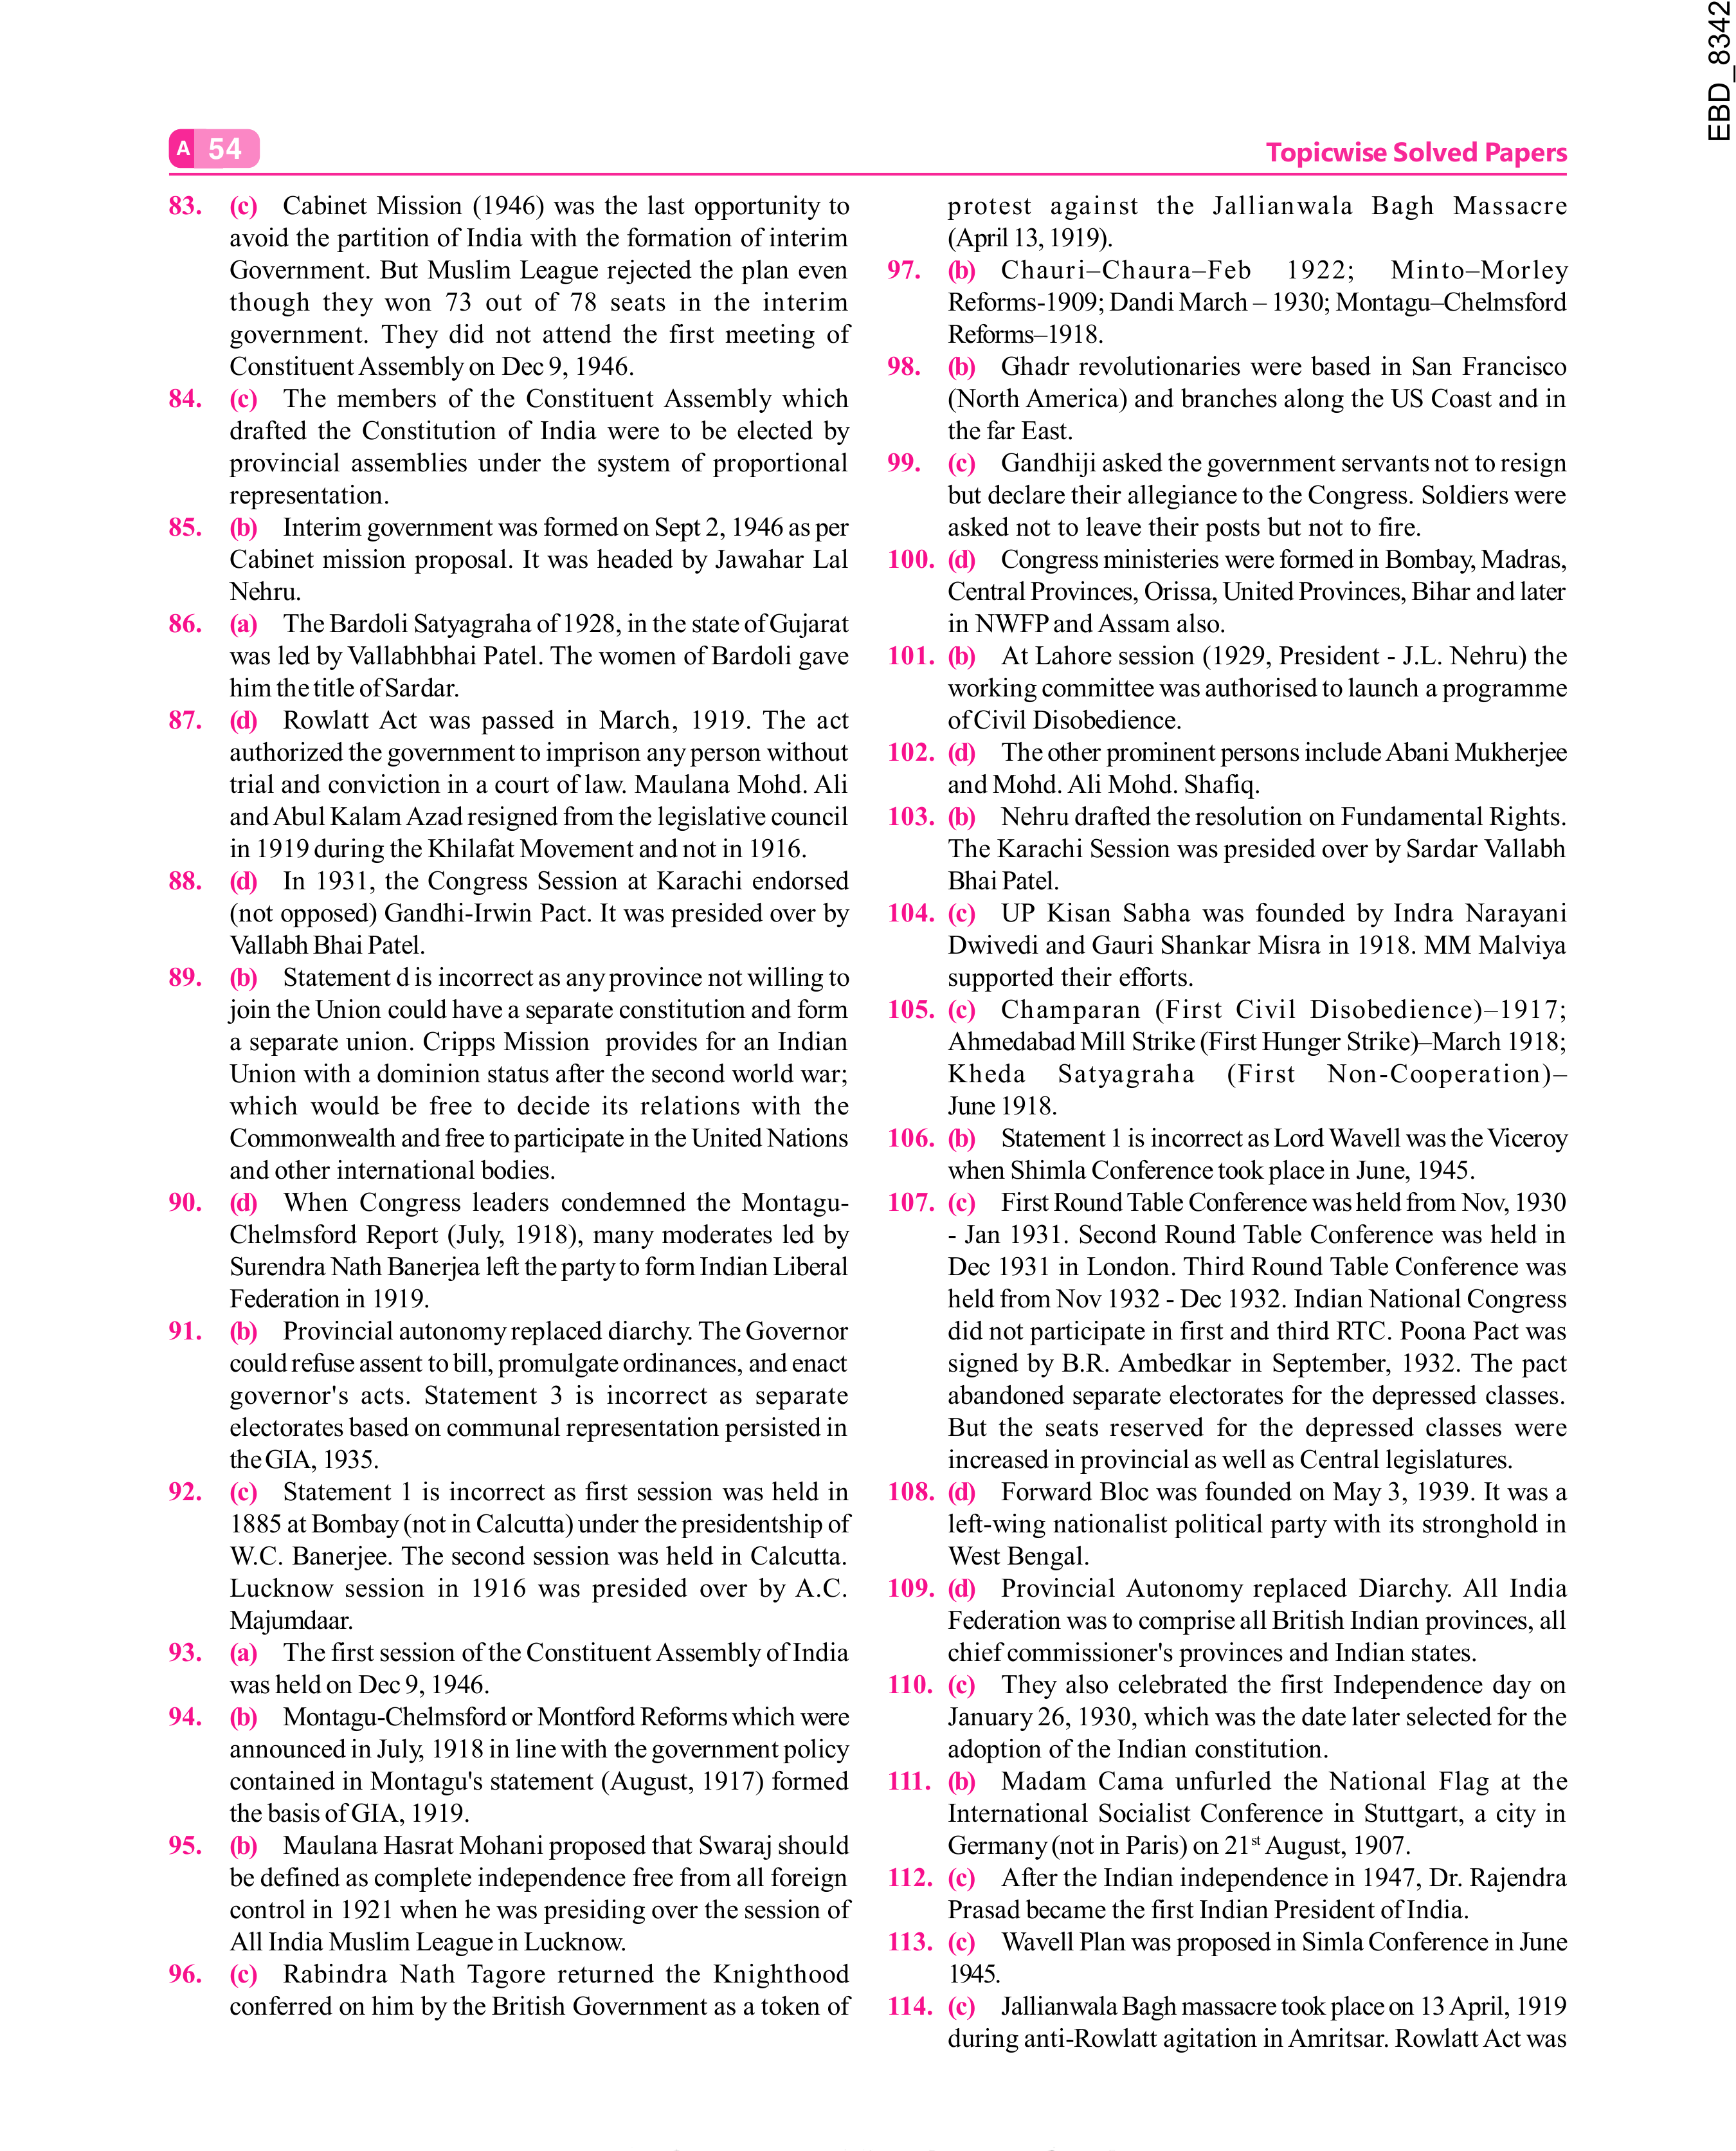 EBD_8342
A 54
Topicwise Solved Papers
83. (c) Cabinet Mission (1946) was the last opportunity to
avoid the partition of India with the formation of interim
Government. But Muslim League rejected the plan even
though they won 73 out of 78 seats in the interim
government. They did not attend the first meeting of
Constituent Assembly on Dec 9, 1946.
84. (c) The members of the Constituent Assembly which
drafted the Constitution of India were to be elected by
provincial assemblies under the system of proportional
representation.
85. (b) Interim government was formed on Sept 2, 1946 as per
Cabinet mission proposal. It was headed by Jawahar Lal
Nehru.
86. (a) The Bardoli Satyagraha of 1928, in the state of Gujarat
was led by Vallabhbhai Patel. The women of Bardoli gave
him the title of Sardar.
87. (d) Rowlatt Act was passed in March, 1919. The act
authorized the government to imprison any person without
trial and conviction in a court of law. Maulana Mohd. Ali
and Abul Kalam Azad resigned from the legislative council
in 1919 during the Khilafat Movement and not in 1916.
88. (d) In 1931, the Congress Session at Karachi endorsed
(not opposed) Gandhi-Irwin Pact. It was presided over by
Vallabh Bhai Patel.
89. (b) Statement d is incorrect as any province not willing to
join the Union could have a separate constitution and form
a separate union. Cripps Mission provides for an Indian
Union with a dominion status after the second world war;
which would be free to decide its relations with the
Commonwealth and free to participate in the United Nations
and other international bodies.
90. (d) When Congress leaders condemned the Montagu-
Chelmsford Report (July, 1918), many moderates led by
Surendra Nath Banerjea left the party to form Indian Liberal
Federation in 1919.
91. (b) Provincial autonomy replaced diarchy. The Governor
could refuse assent to bill, promulgate ordinances, and enact
governor's acts. Statement 3 is incorrect as separate
electorates based on communal representation persisted in
the GIA, 1935.
92. (c) Statement 1 is incorrect as first session was held in
1885 at Bombay (not in Calcutta) under the presidentship of
W.C. Banerjee. The second session was held in Calcutta.
Lucknow session in 1916 was presided over by A.C.
Majumdaar.
93. (a) The first session of the Constituent Assembly of India
was held on Dec 9, 1946.
94. (b) Montagu-Chelmsford or Montford Reforms which were
announced in July, 1918 in line with the government policy
contained in Montagu's statement (August, 1917) formed
the basis of GIA, 1919.
95. (b) Maulana Hasrat Mohani proposed that Swaraj should
be defined as complete independence free from all foreign
control in 1921 when he was presiding over the session of
All India Muslim League in Lucknow.
96. (c) Rabindra Nath Tagore returned the Knighthood
conferred on him by the British Government as a token of
protest against the Jallianwala Bagh Massacre
(April 13, 1919).
97. (b) Chauri–Chaura–Feb 1922; Minto–Morley
Reforms-1909; Dandi March – 1930; Montagu–Chelmsford
Reforms–1918.
98. (b) Ghadr revolutionaries were based in San Francisco
(North America) and branches along the US Coast and in
the far East.
99. (c) Gandhiji asked the government servants not to resign
but declare their allegiance to the Congress. Soldiers were
asked not to leave their posts but not to fire.
100. (d) Congress ministeries were formed in Bombay, Madras,
Central Provinces, Orissa, United Provinces, Bihar and later
in NWFP and Assam also.
101. (b) At Lahore session (1929, President - J.L. Nehru) the
working committee was authorised to launch a programme
of Civil Disobedience.
102. (d) The other prominent persons include Abani Mukherjee
and Mohd. Ali Mohd. Shafiq.
103. (b) Nehru drafted the resolution on Fundamental Rights.
The Karachi Session was presided over by Sardar Vallabh
Bhai Patel.
104. (c) UP Kisan Sabha was founded by Indra Narayani
Dwivedi and Gauri Shankar Misra in 1918. MM Malviya
supported their efforts.
105. (c) Champaran (First Civil Disobedience)–1917;
Ahmedabad Mill Strike (First Hunger Strike)–March 1918;
Kheda Satyagraha (First Non-Cooperation)–
June 1918.
106. (b) Statement 1 is incorrect as Lord Wavell was the Viceroy
when Shimla Conference took place in June, 1945.
107. (c) First Round Table Conference was held from Nov, 1930
- Jan 1931. Second Round Table Conference was held in
Dec 1931 in London. Third Round Table Conference was
held from Nov 1932 - Dec 1932. Indian National Congress
did not participate in first and third RTC. Poona Pact was
signed by B.R. Ambedkar in September, 1932. The pact
abandoned separate electorates for the depressed classes.
But the seats reserved for the depressed classes were
increased in provincial as well as Central legislatures.
108. (d) Forward Bloc was founded on May 3, 1939. It was a
left-wing nationalist political party with its stronghold in
West Bengal.
109. (d) Provincial Autonomy replaced Diarchy. All India
Federation was to comprise all British Indian provinces, all
chief commissioner's provinces and Indian states.
110. (c) They also celebrated the first Independence day on
January 26, 1930, which was the date later selected for the
adoption of the Indian constitution.
111. (b) Madam Cama unfurled the National Flag at the
International Socialist Conference in Stuttgart, a city in
Germany (not in Paris) on 21st August, 1907.
112. (c) After the Indian independence in 1947, Dr. Rajendra
Prasad became the first Indian President of India.
113. (c) Wavell Plan was proposed in Simla Conference in June
1945.
114. (c) Jallianwala Bagh massacre took place on 13 April, 1919
during anti-Rowlatt agitation in Amritsar. Rowlatt Act was